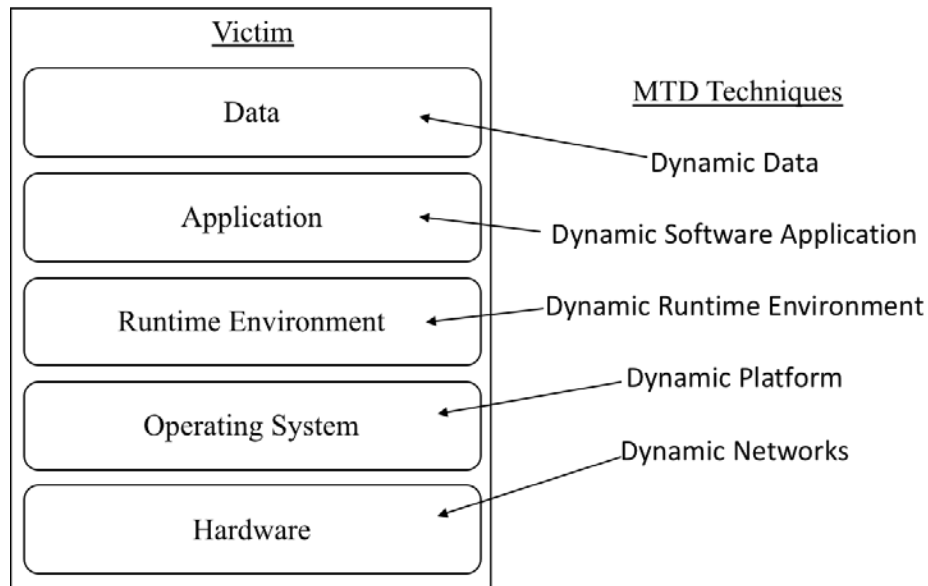 Victim
Data
Application
Runtime Environment
Operating System
Hardware
MTD Techniques
Dynamic Data
Dynamic Software Application
Dynamic Runtime Environment
Dynamic Platform
Dynamic Networks